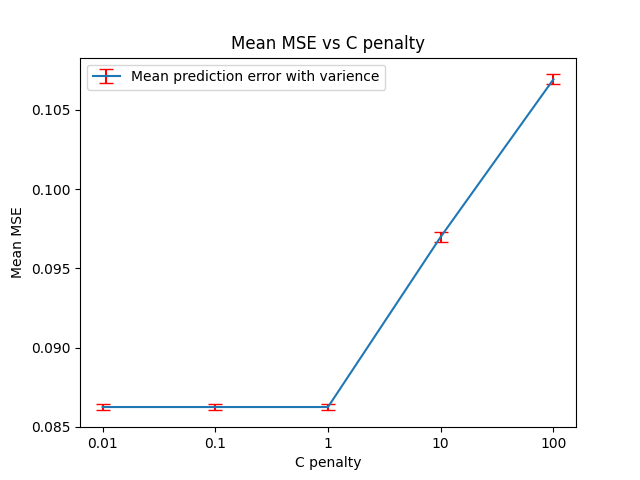 Mean MSE vs C penalty
Mean prediction error with varience
Mean MSE
0.105
0.100
0.095
0.090
0.085
0.01 0.1 1 10 100
C penalty